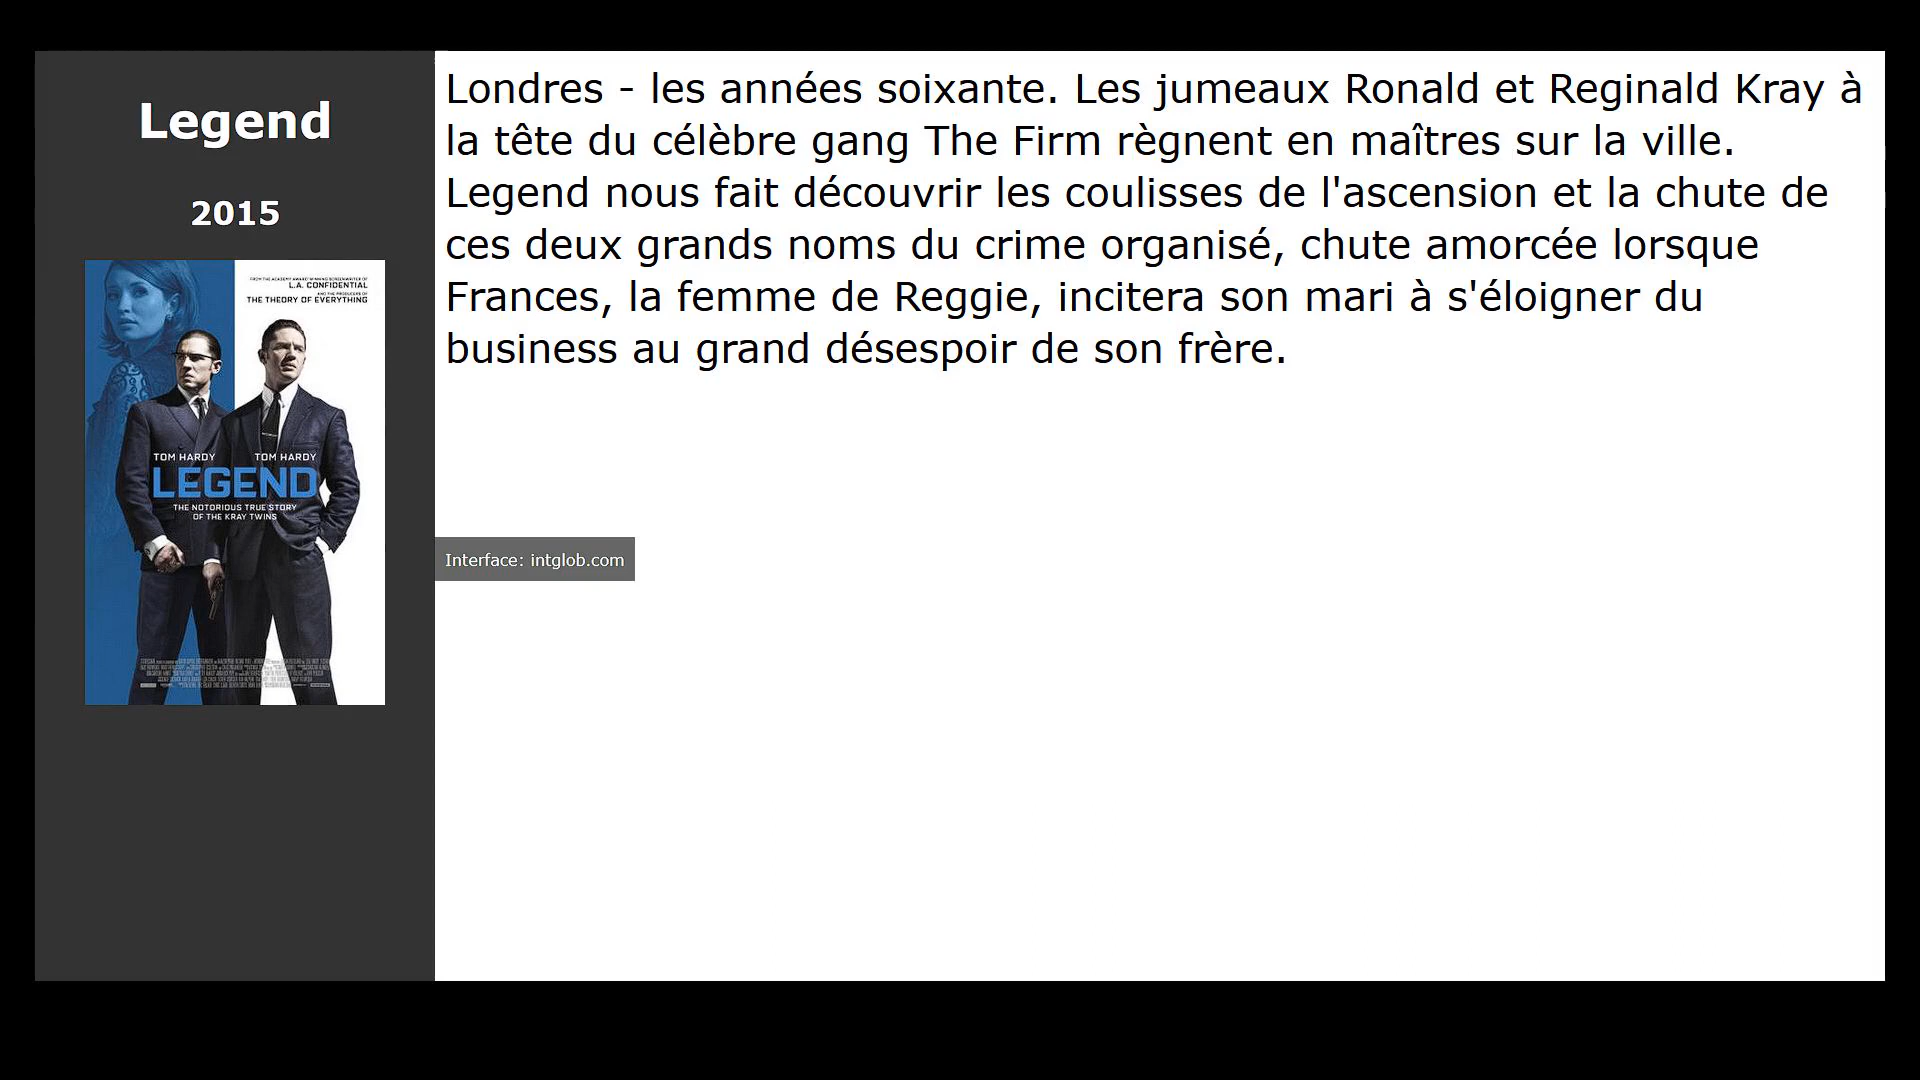 Legend
2015
FROM THE ACADEMY AWARD WINNING SCREENWRITER OF
L.A. CONFIDENTIAL
AND THE PRODUCERS OF
THE THEORY OF EVERYTHING
TOM HARDY TOM HARDY
LEGEND
THE NOTORIOUS TRUE STORY
OF THE KRAY TWINS
Londres - les années soixante. Les jumeaux Ronald et Reginald Kray à
la tête du célèbre gang The Firm règnent en maîtres sur la ville.
Legend nous fait découvrir les coulisses de l'ascension et la chute de
ces deux grands noms du crime organisé, chute amorcée lorsque
Frances, la femme de Reggie, incitera son mari à s'éloigner du
business au grand désespoir de son frère.
Interface: intglob.com